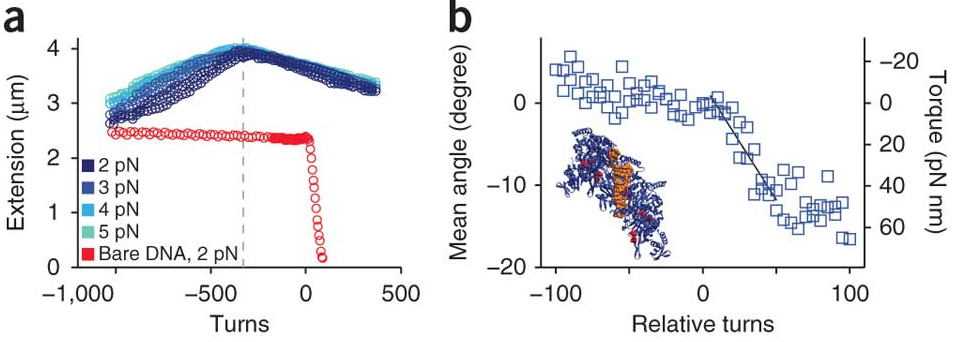 a
Extension (μm)
4
3
2
1
0
2 pN
3 pN
4 pN
5 pN
Bare DNA, 2 pN
−1,000
−500
0
500
Turns
b
Mean angle (degree)
0
−10
−20
−20
0
20
40
60
Torque (pN nm)
−100
0
100
Relative turns